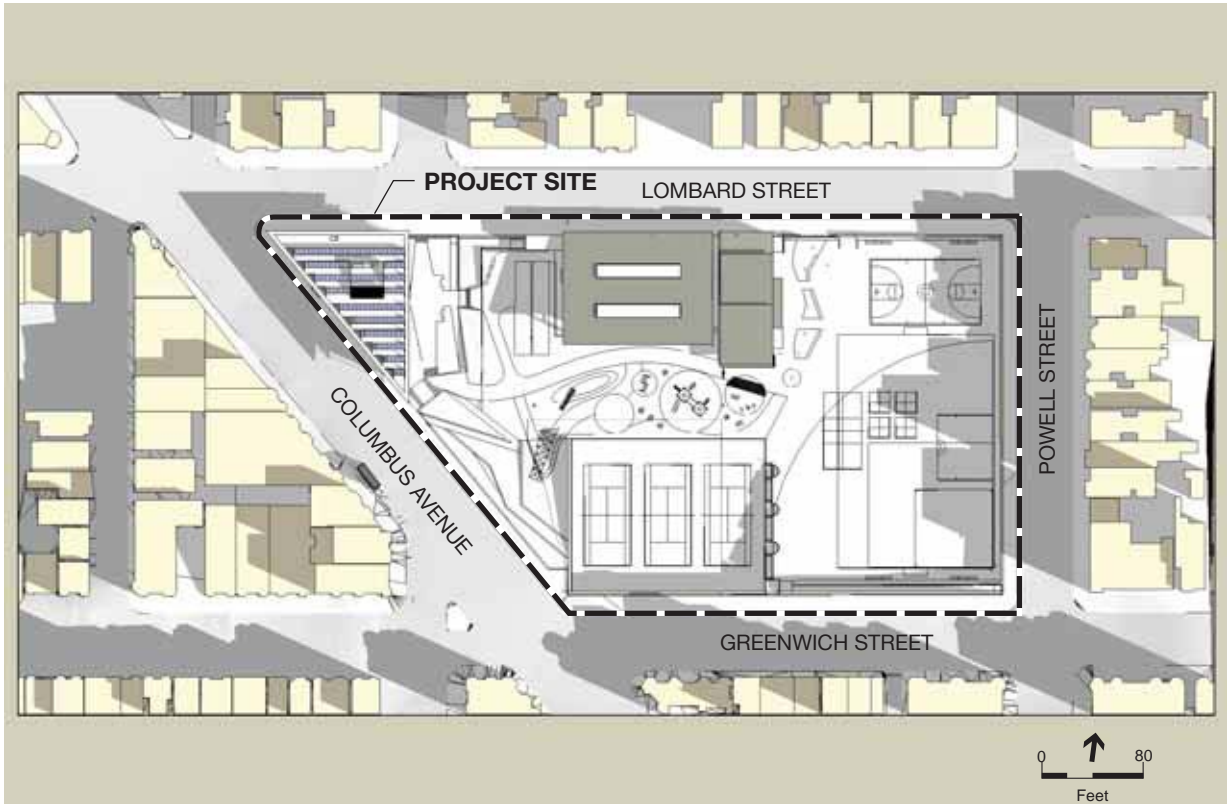 PROJECT SITE
LOMBARD STREET
COLUMBUS AVENUE
POWELL STREET
GREENWICH STREET
0 80
Feet